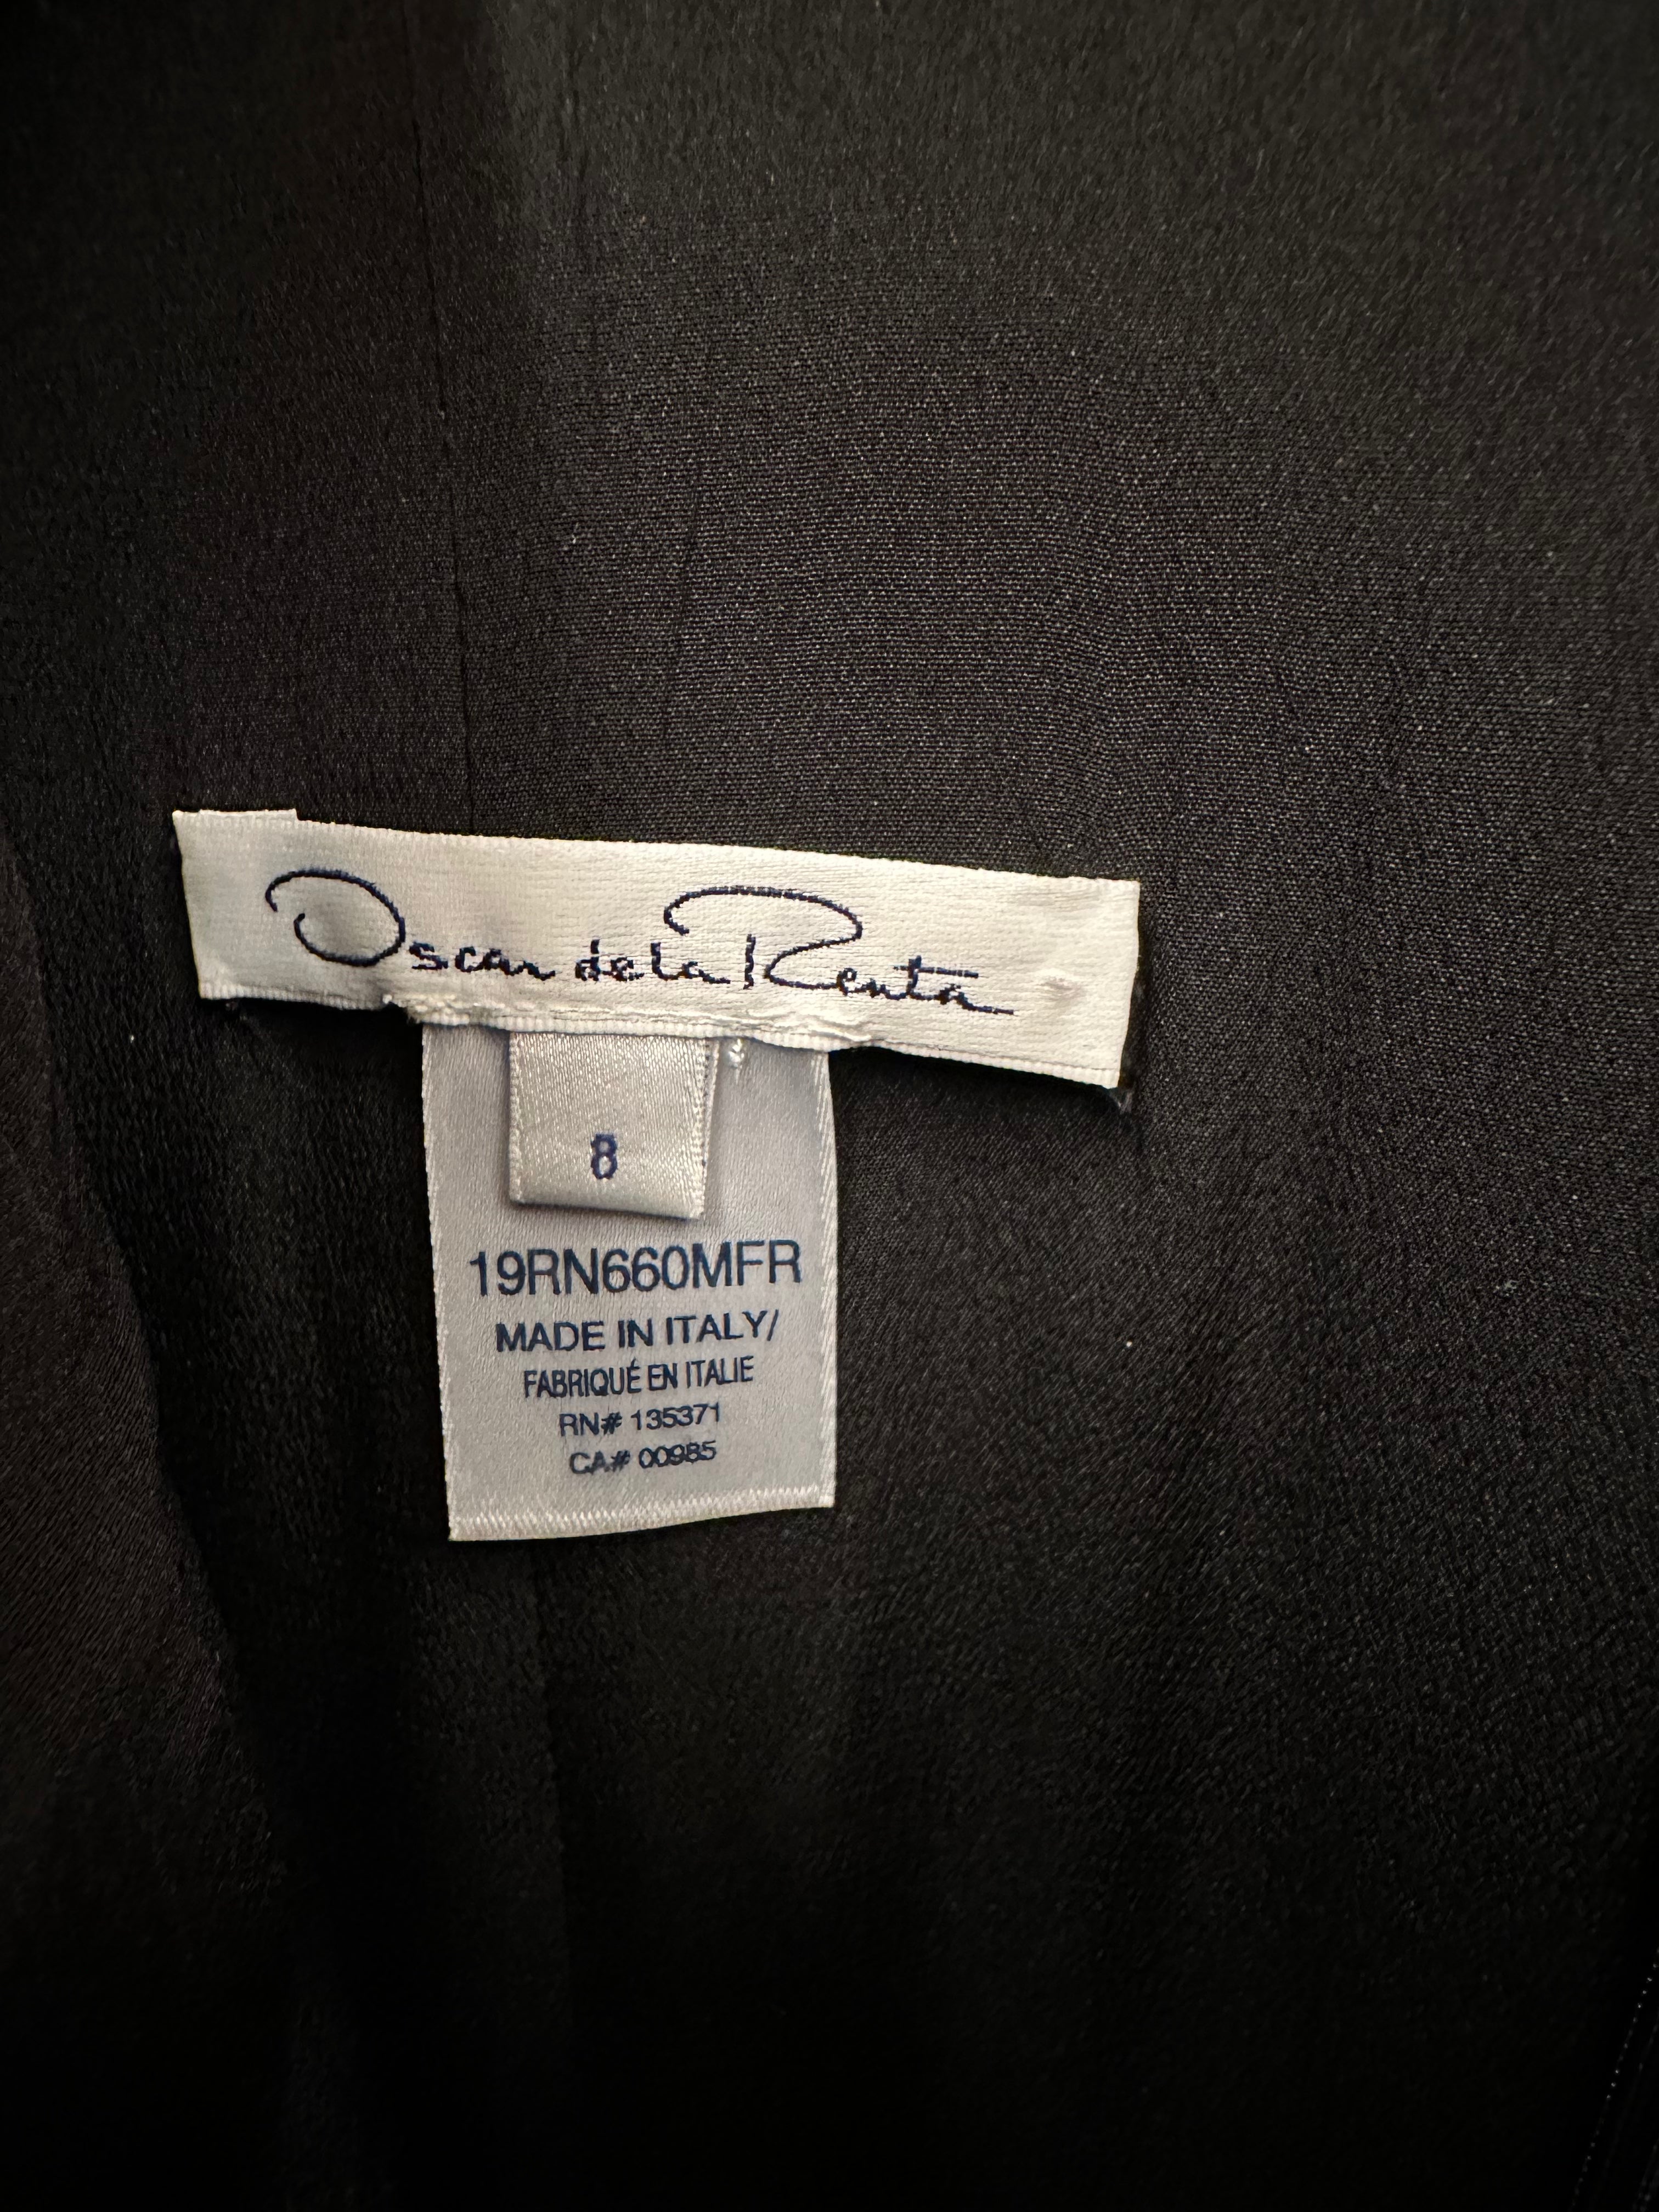 Oscar de la Renta
8
19RN660MFR
MADE IN ITALY/
FABRIQUÉ EN ITALIE
RN# 135371
CA# 00985